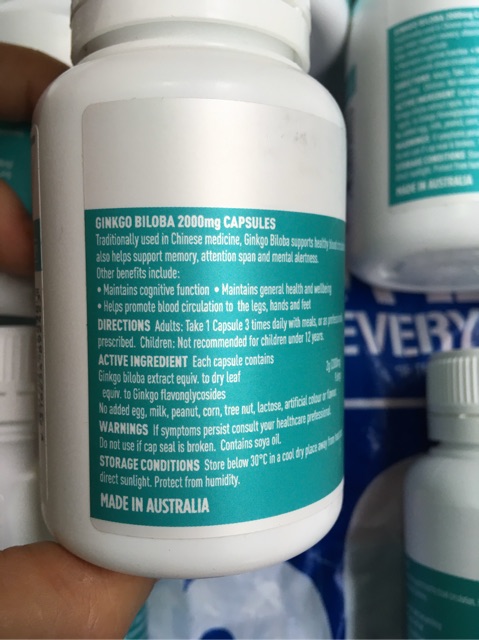 GINKGO BILOBA 2000mg CAPSULES
Traditionally used in Chinese medicine, Ginkgo Biloba supports healthy
also helps support memory, attention span and mental alertness.
Other benefits include:
• Maintains cognitive function • Maintains general health and wellbeing
• Helps promote blood circulation to the legs, hands and feet
DIRECTIONS Adults: Take 1 Capsule 3 times daily with meals, or as
prescribed. Children: Not recommended for children under 12 years.
ACTIVE INGREDIENT Each capsule contains
Ginkgo biloba extract equiv. to dry leaf
equiv. to Ginkgo flavonglycosides
No added egg, milk, peanut, corn, tree nut, lactose, artificial colour or flavour
WARNINGS If symptoms persist consult your healthcare professional.
Do not use if cap seal is broken. Contains soya oil.
STORAGE CONDITIONS Store below 30°C in a cool dry place away
direct sunlight. Protect from humidity.
MADE IN AUSTRALIA
MADE IN AUSTRALIA
EVERY